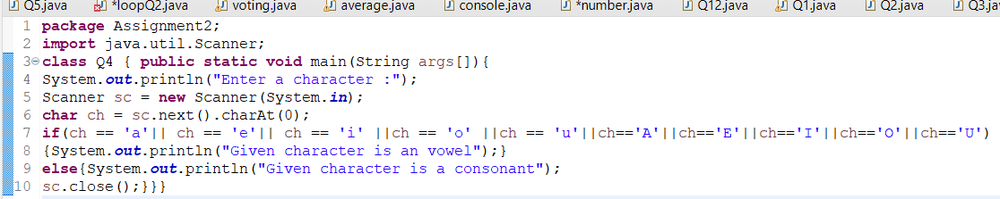 Q5.java *loopQ2.java voting.java average.java console.java *number.java Q12.java Q1.java Q2.java Q3.jav
1 package Assignment2;
2 import java.util.Scanner;
3 class Q4 { public static void main(String args[]){
4 System.out.println("Enter a character :");
5 Scanner sc = new Scanner(System.in);
6 char ch = sc.next().charAt(0);
7 if(ch == 'a'|| ch == 'e'|| ch == 'i' ||ch == 'o' ||ch == 'u'||ch=='A'||ch=='E'||ch=='I'||ch=='O'||ch=='U')
8 {System.out.println("Given character is an vowel");}
9 else{System.out.println("Given character is a consonant");
10 sc.close();}}}